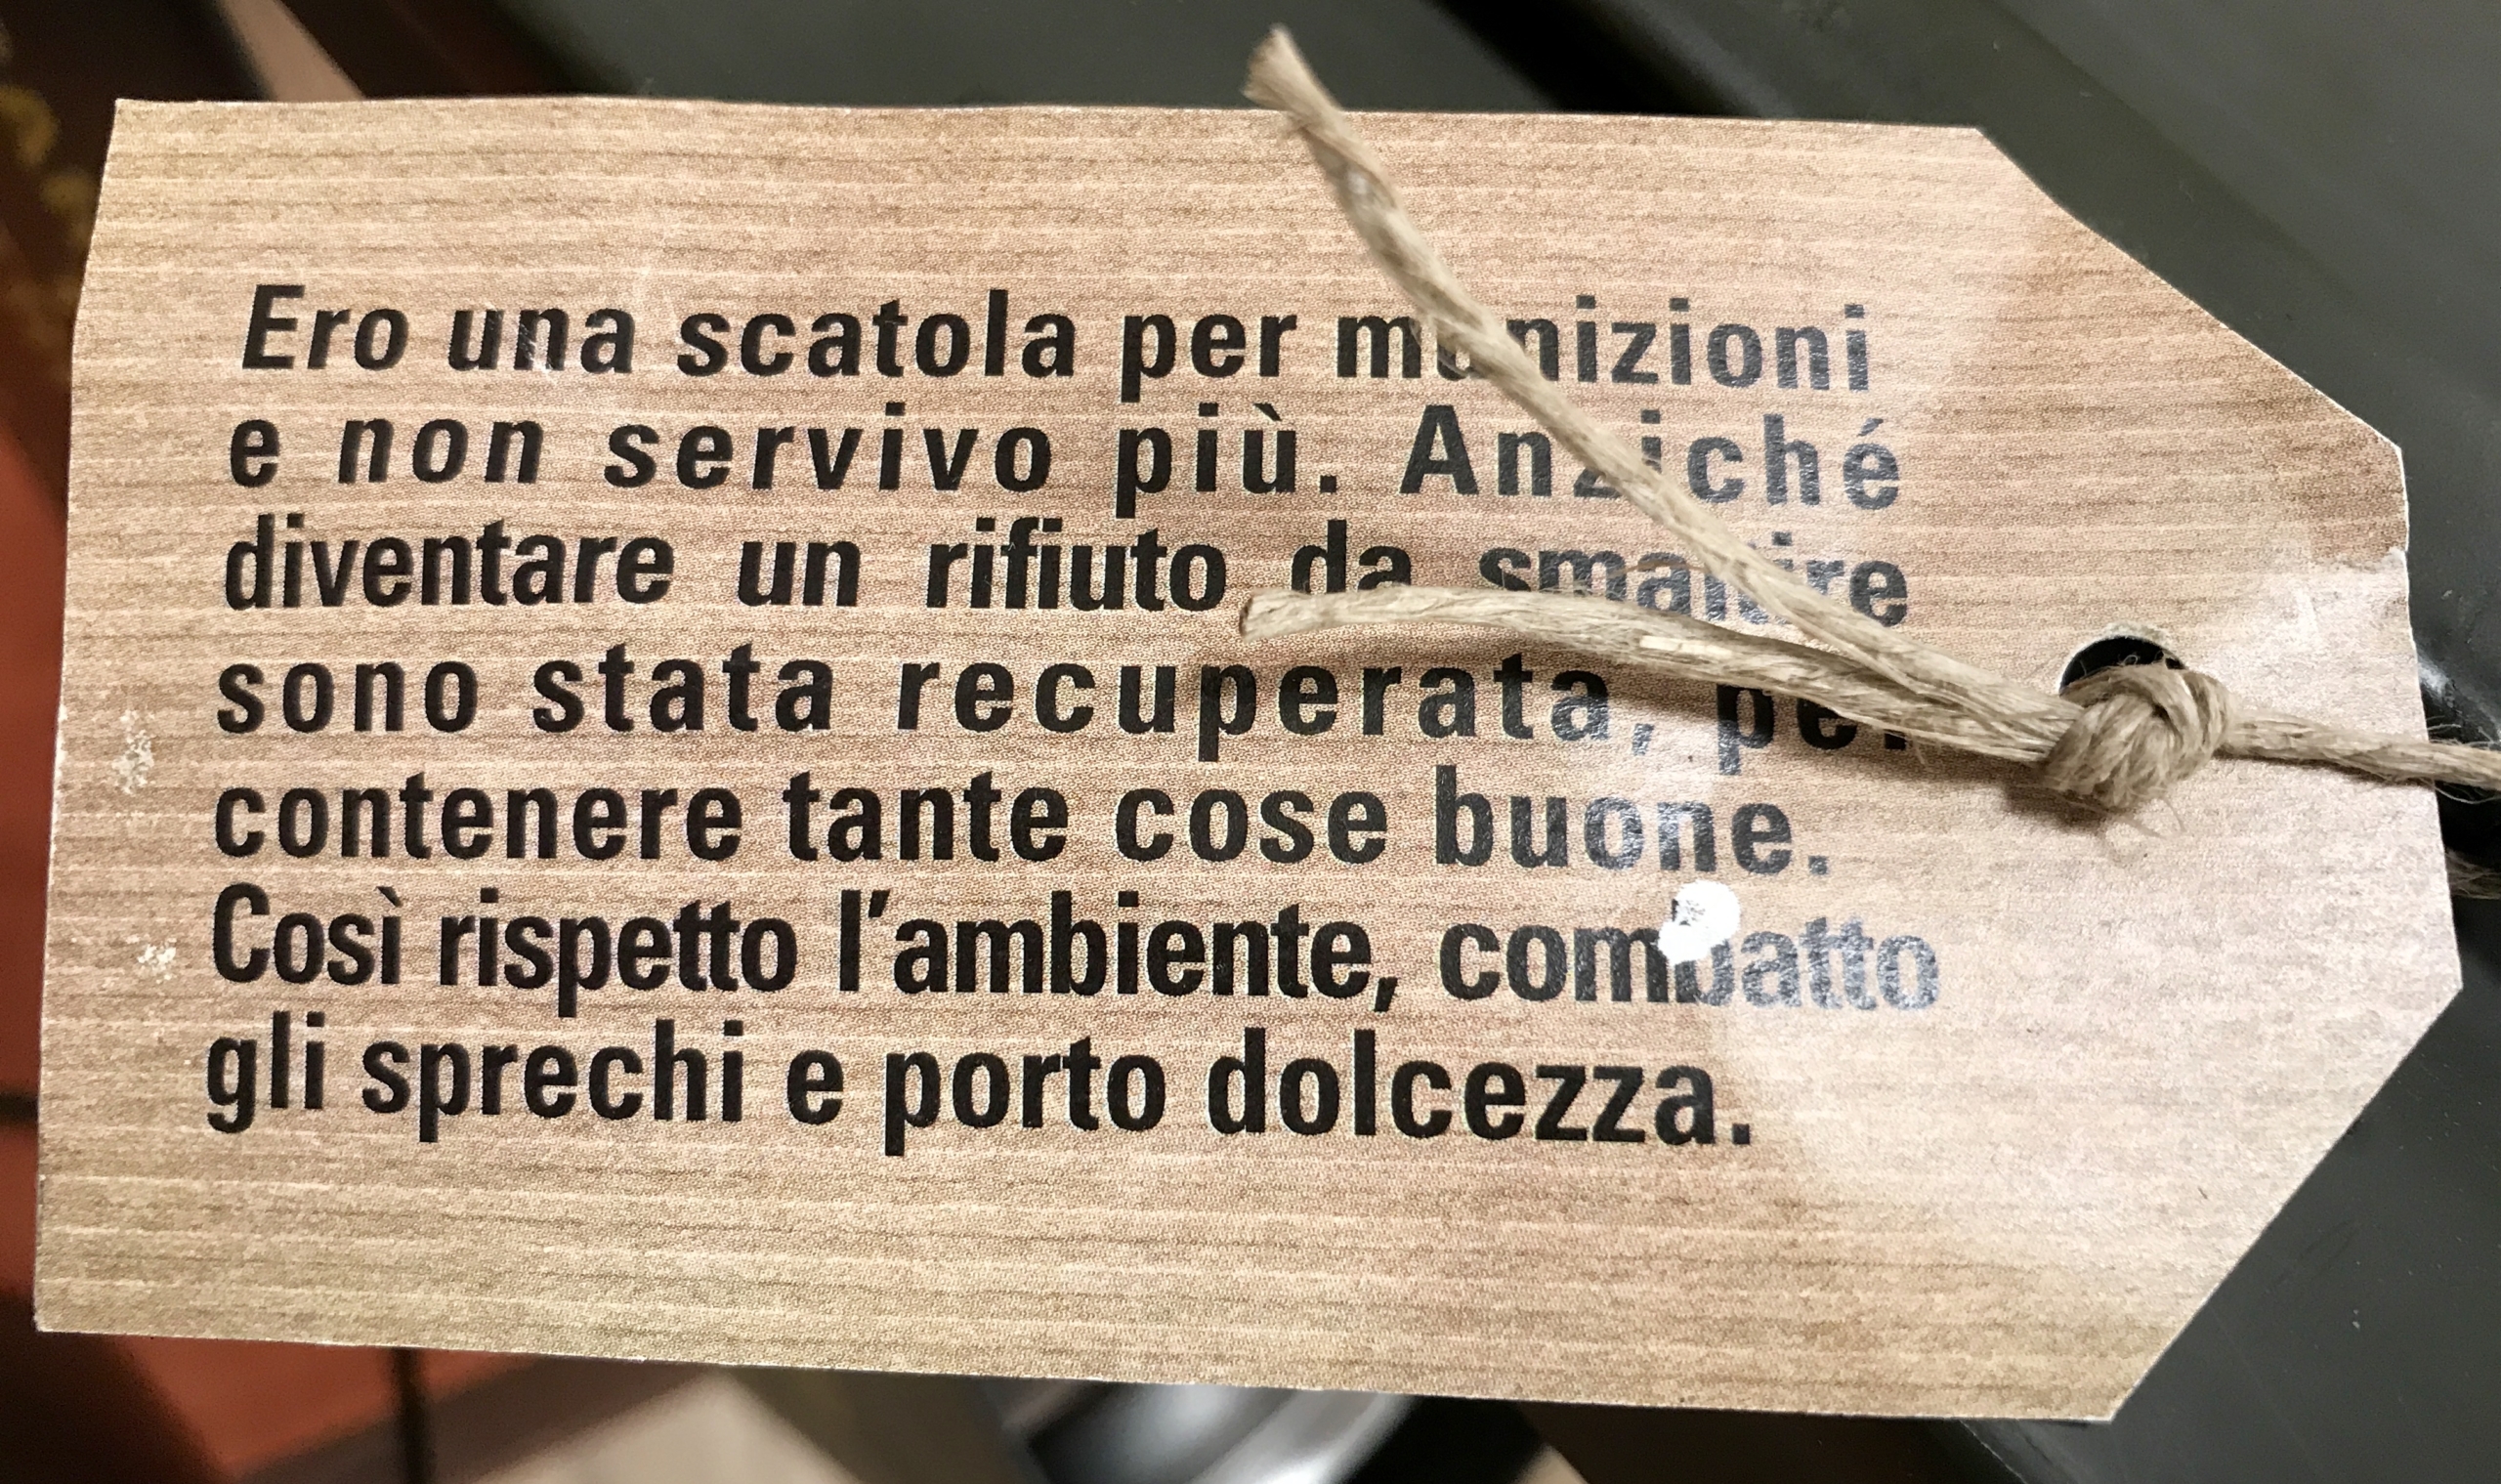 Ero una scatola per munizioni
e non servivo più. Anziché
diventare un rifiuto da smaltire
sono stata recuperata, per
contenere tante cose buone.
Così rispetto l'ambiente, combatto
gli sprechi e porto dolcezza.